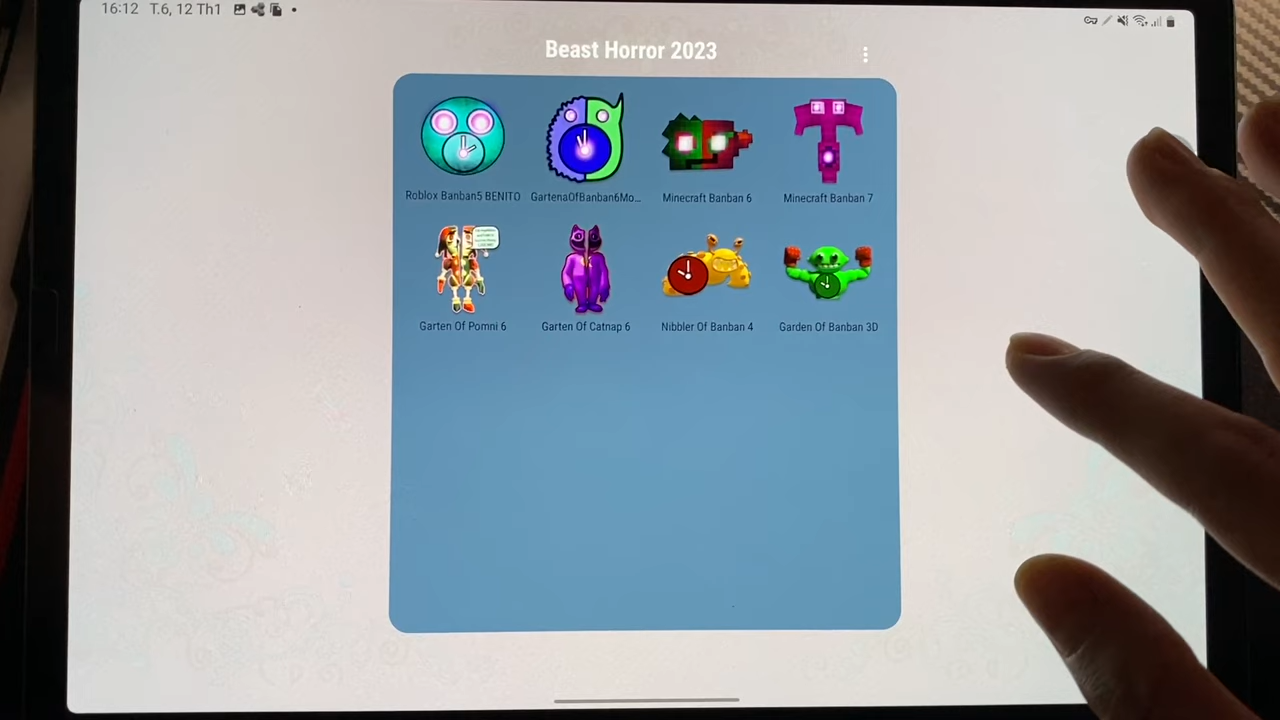 16:12 T.6, 12 Th1
Beast Horror 2023
Roblox Banban5 BENITO
GartenaOfBanban6Mo...
Minecraft Banban 6
Minecraft Banban 7
Garten Of Pomni 6
Garten Of Catnap 6
Nibbler Of Banban 4
Garden Of Banban 3D